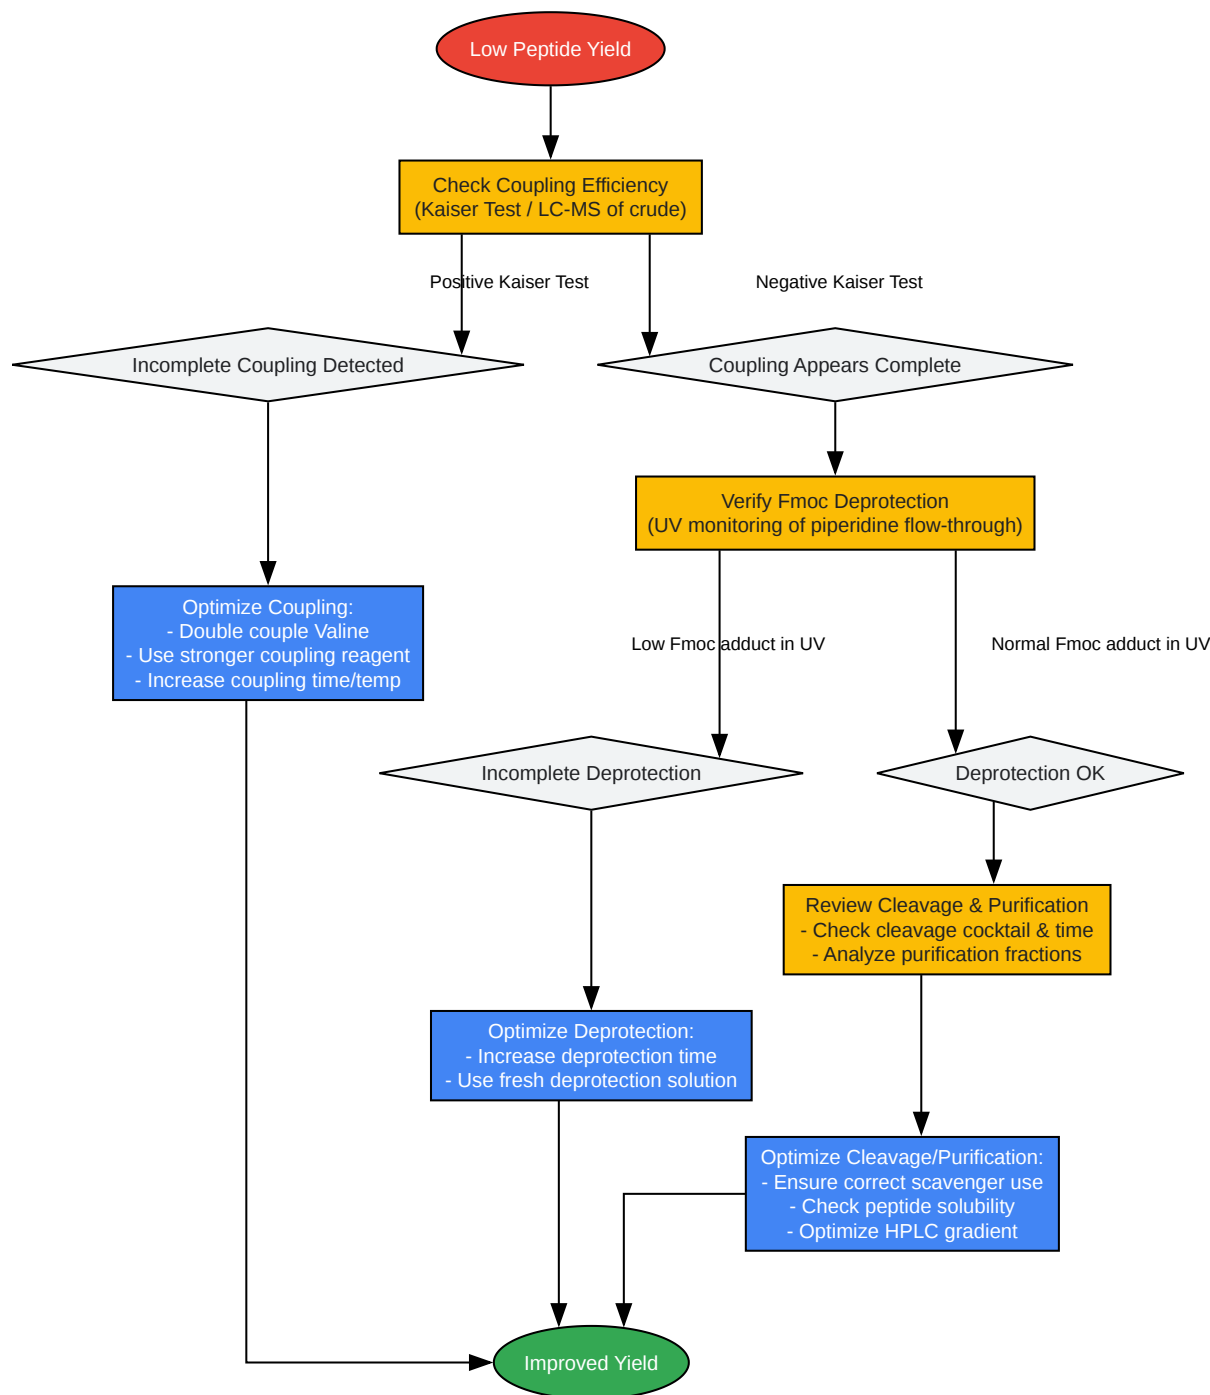 Low Peptide Yield
Check Coupling Efficiency
(Kaiser Test / LC-MS of crude)
Positive Kaiser Test
Negative Kaiser Test
Incomplete Coupling Detected
Coupling Appears Complete
Verify Fmoc Deprotection
(UV monitoring of piperidine flow-through)
Optimize Coupling:
- Double couple Valine
- Use stronger coupling reagent
- Increase coupling time/temp
Low Fmoc adduct in UV
Normal Fmoc adduct in UV
Incomplete Deprotection
Deprotection OK
Review Cleavage & Purification
- Check cleavage cocktail & time
- Analyze purification fractions
Optimize Deprotection:
- Increase deprotection time
- Use fresh deprotection solution
Optimize Cleavage/Purification:
- Ensure correct scavenger use
- Check peptide solubility
- Optimize HPLC gradient
Improved Yield